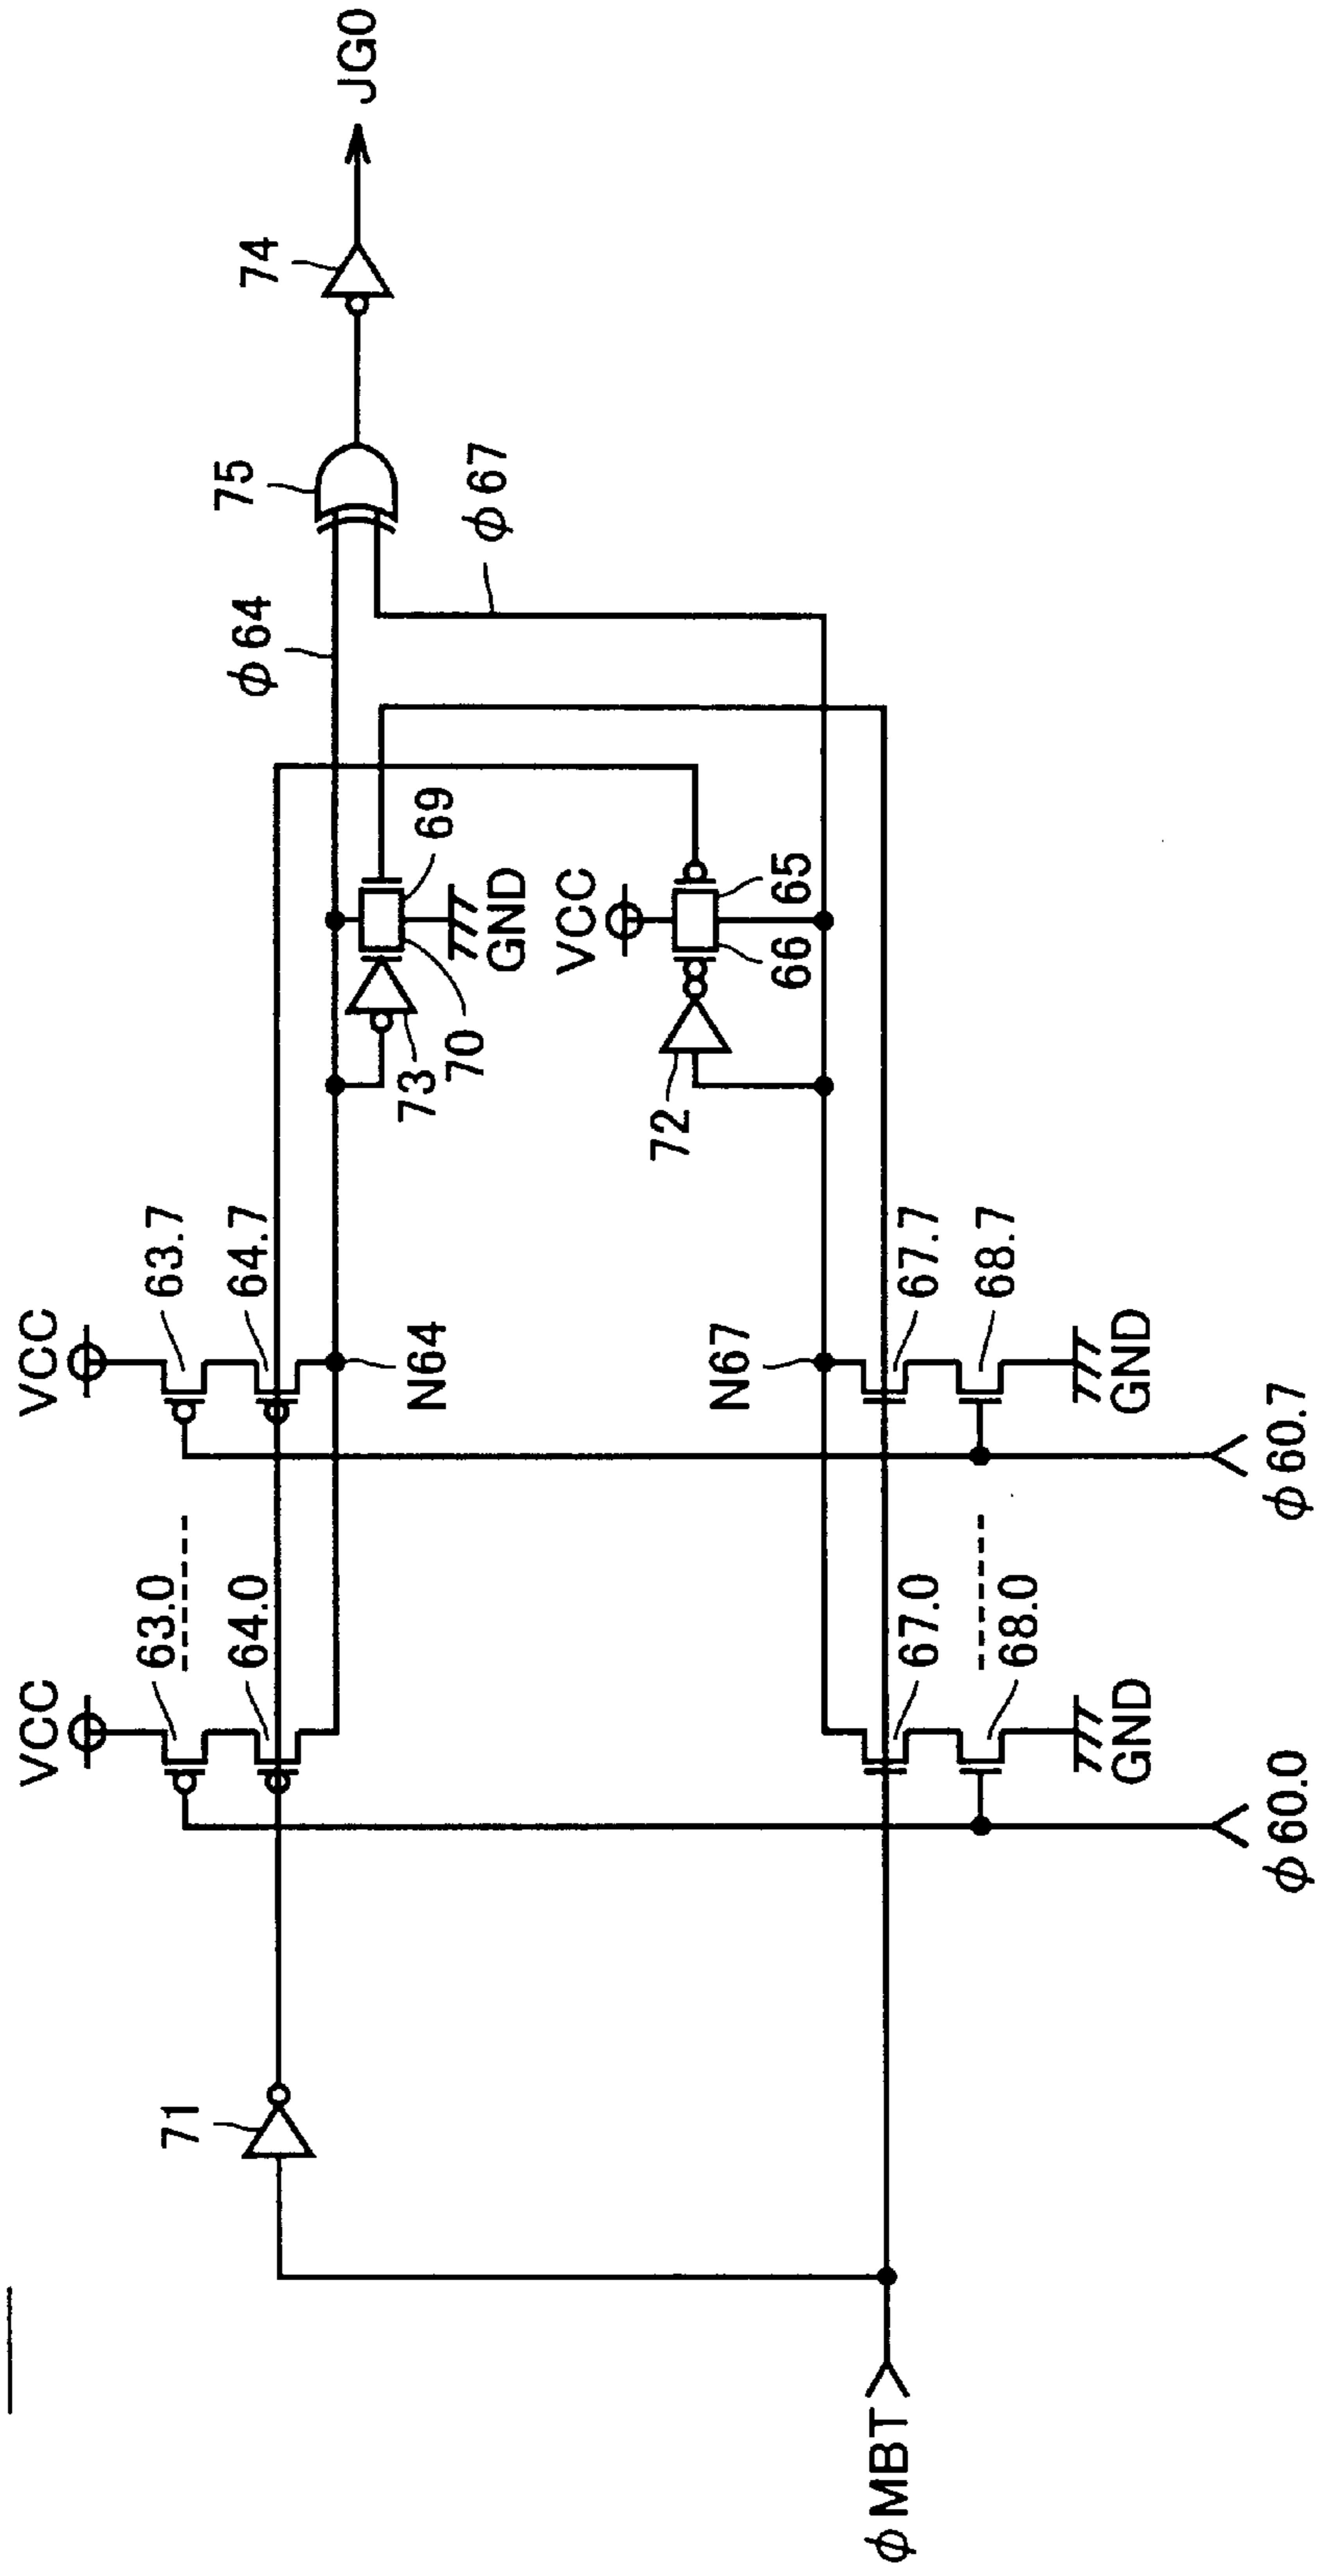 VCC
VCC
63.0
63.7
64.0
64.7
71
N64
φ64
75
74
JG0
73
70
69
GND
VCC
72
66
65
φ67
N67
67.0
67.7
68.0
68.7
GND
GND
φMBT
φ60.0
φ60.7